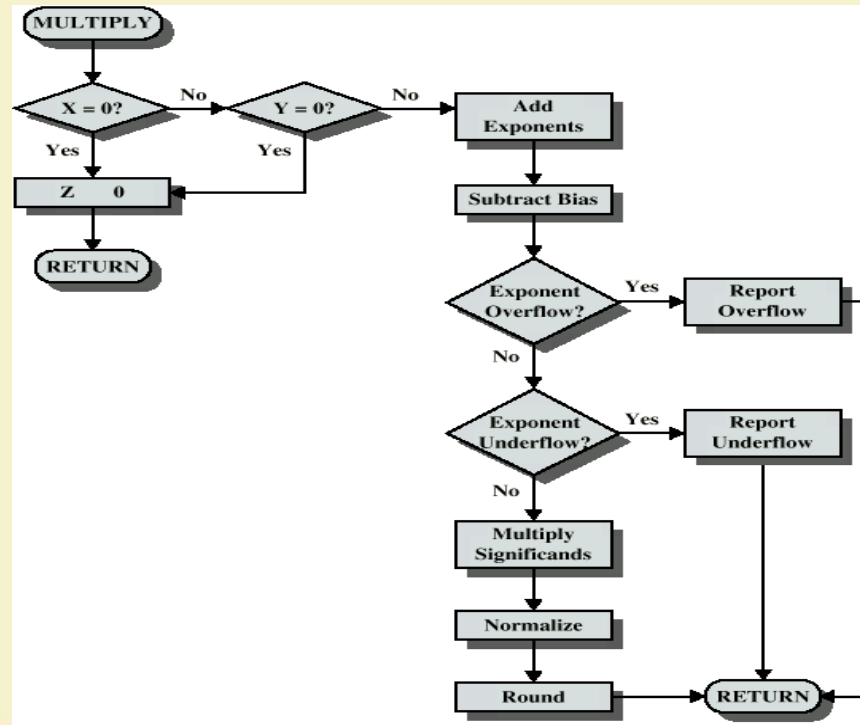 MULTIPLY
X = 0?
No
Y = 0?
No
Add
Exponents
Yes
Yes
Z 0
Subtract Bias
RETURN
Exponent
Overflow?
Yes
Report
Overflow
No
Exponent
Underflow?
Yes
Report
Underflow
No
Multiply
Significands
Normalize
Round
RETURN